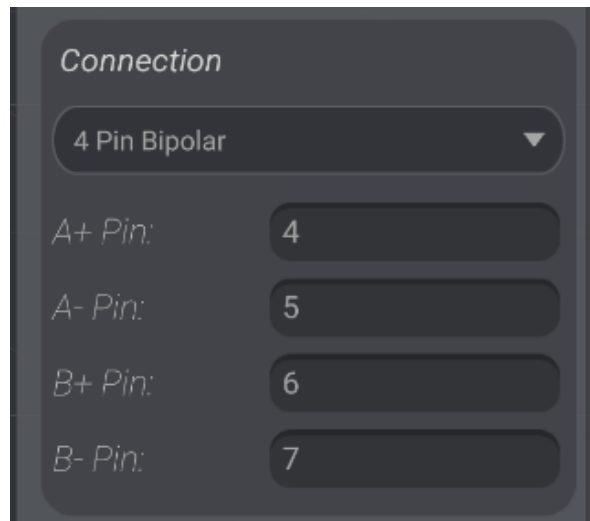 Connection
4 Pin Bipolar
A+ Pin: 4
A- Pin: 5
B+ Pin: 6
B- Pin: 7